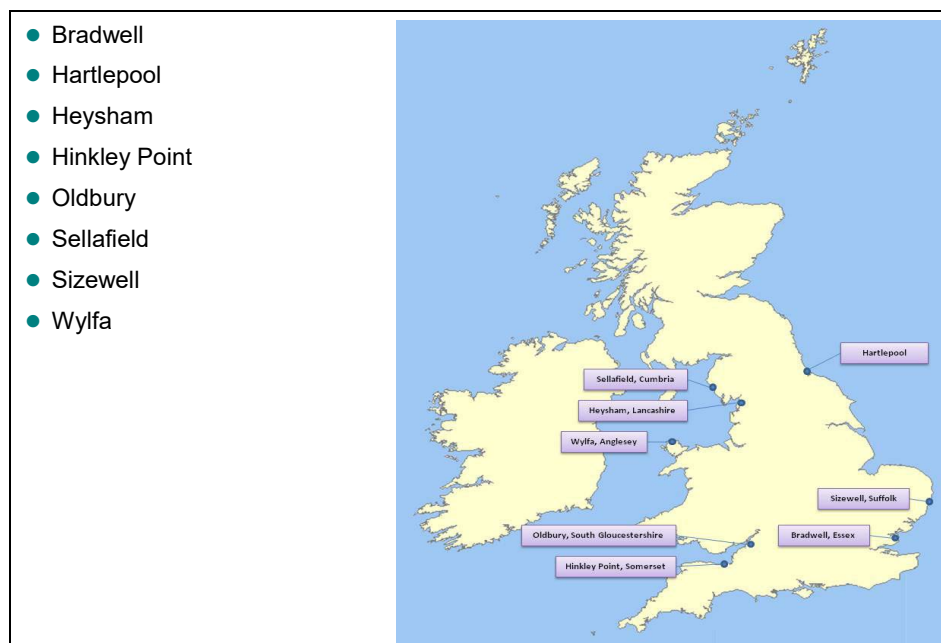 Bradwell
Hartlepool
Heysham
Hinkley Point
Oldbury
Sellafield
Sizewell
Wylfa
Hartlepool
Sellafield, Cumbria
Heysham, Lancashire
Wylfa, Anglesey
Sizewell, Suffolk
Oldbury, South Gloucestershire
Bradwell, Essex
Hinkley Point, Somerset